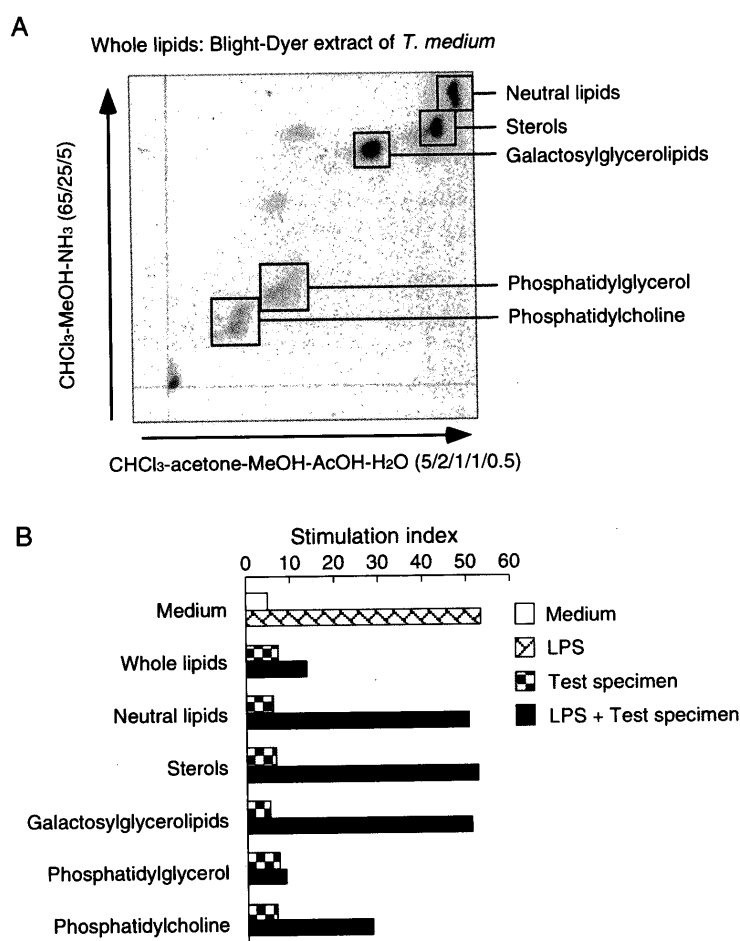 A
Whole lipids: Blight-Dyer extract of T. medium
Neutral lipids
Sterols
Galactosylglycerolipids
Phosphatidylglycerol
Phosphatidylcholine
CHCl3-MeOH-NH3 (65/25/5)
CHCl3-acetone-MeOH-AcOH-H2O (5/2/1/1/0.5)
B
Stimulation index
0 10 20 30 40 50 60
Medium
Whole lipids
Neutral lipids
Sterols
Galactosylglycerolipids
Phosphatidylglycerol
Phosphatidylcholine
Medium
LPS
Test specimen
LPS + Test specimen